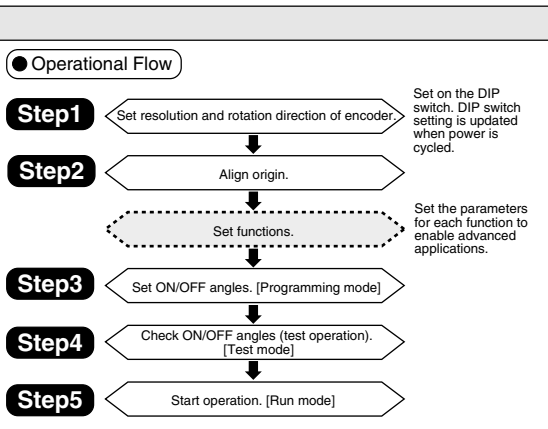 ● Operational Flow
Step1
Set resolution and rotation direction of encoder.
Set on the DIP
switch. DIP switch
setting is updated
when power is
cycled.
Step2
Align origin.
Set functions.
Set the parameters
for each function to
enable advanced
applications.
Step3
Set ON/OFF angles. [Programming mode]
Step4
Check ON/OFF angles (test operation).
[Test mode]
Step5
Start operation. [Run mode]